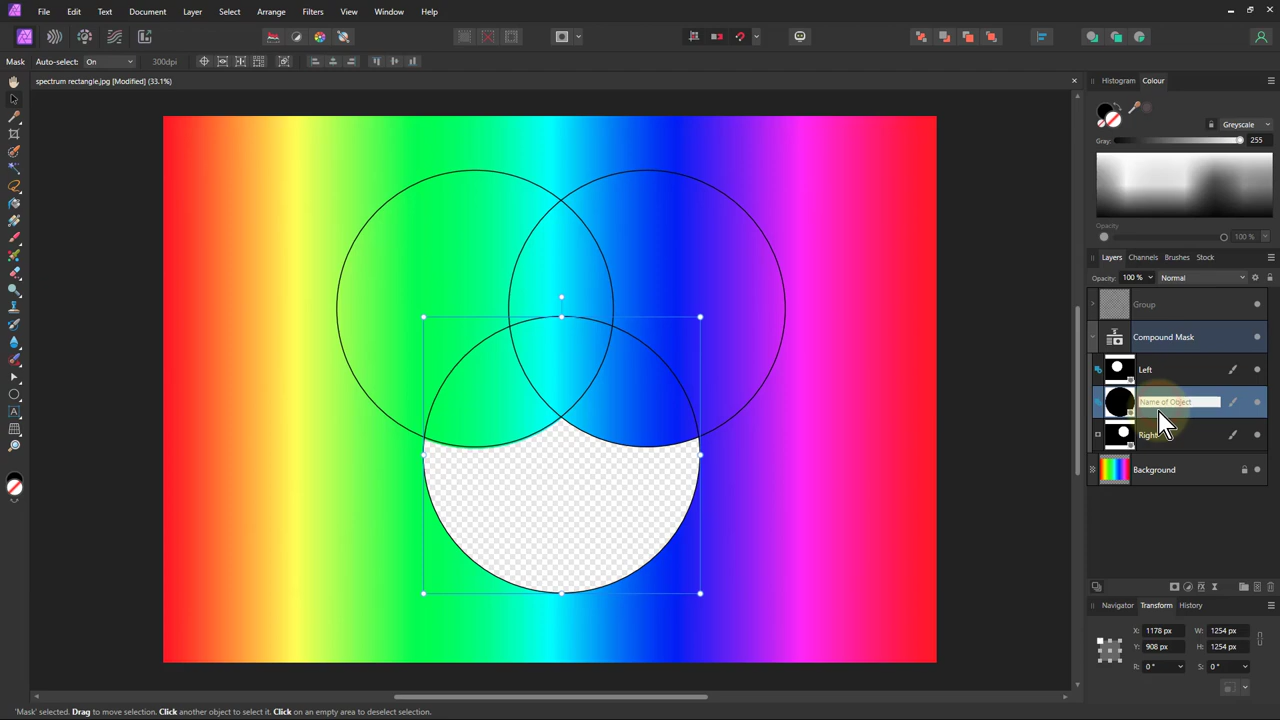 File Edit Text Document Layer Select Arrange Filters View Window Help
Mask Auto-select: On 300dpi
spectrum rectangle.jpg [Modified] (33.1%)
Histogram Colour
Greyscale
Gray: 255
Opacity
100 %
Layers Channels Brushes Stock
Opacity: 100 % Normal
Group
Compound Mask
Left
Name of Object
Right
Background
Navigator Transform History
X: 1178 px W: 1254 px
Y: 908 px H: 1254 px
R: 0 ° S: 0 °
'Mask' selected. Drag to move selection. Click another object to select it. Click on an empty area to deselect selection.